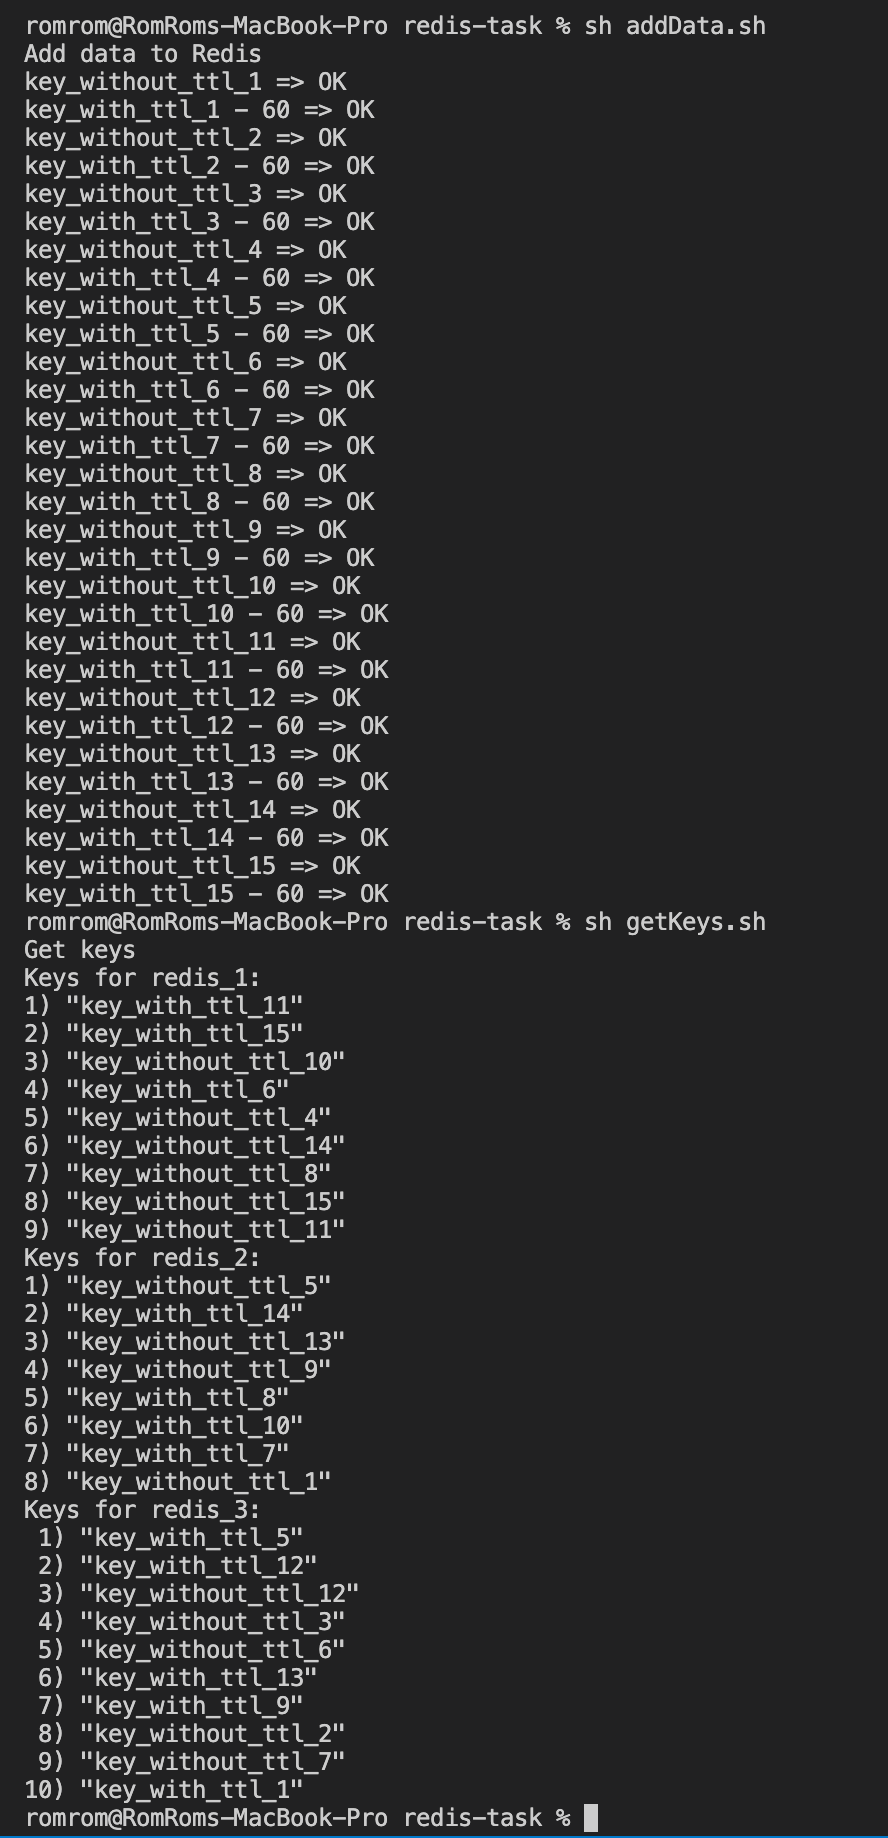 romrom@RomRoms-MacBook-Pro redis-task % sh addData.sh
Add data to Redis
key_without_ttl_1 => OK
key_with_ttl_1 - 60 => OK
key_without_ttl_2 => OK
key_with_ttl_2 - 60 => OK
key_without_ttl_3 => OK
key_with_ttl_3 - 60 => OK
key_without_ttl_4 => OK
key_with_ttl_4 - 60 => OK
key_without_ttl_5 => OK
key_with_ttl_5 - 60 => OK
key_without_ttl_6 => OK
key_with_ttl_6 - 60 => OK
key_without_ttl_7 => OK
key_with_ttl_7 - 60 => OK
key_without_ttl_8 => OK
key_with_ttl_8 - 60 => OK
key_without_ttl_9 => OK
key_with_ttl_9 - 60 => OK
key_without_ttl_10 => OK
key_with_ttl_10 - 60 => OK
key_without_ttl_11 => OK
key_with_ttl_11 - 60 => OK
key_without_ttl_12 => OK
key_with_ttl_12 - 60 => OK
key_without_ttl_13 => OK
key_with_ttl_13 - 60 => OK
key_without_ttl_14 => OK
key_with_ttl_14 - 60 => OK
key_without_ttl_15 => OK
key_with_ttl_15 - 60 => OK
romrom@RomRoms-MacBook-Pro redis-task % sh getKeys.sh
Get keys
Keys for redis_1:
1) "key_with_ttl_11"
2) "key_with_ttl_15"
3) "key_without_ttl_10"
4) "key_with_ttl_6"
5) "key_without_ttl_4"
6) "key_without_ttl_14"
7) "key_without_ttl_8"
8) "key_without_ttl_15"
9) "key_without_ttl_11"
Keys for redis_2:
1) "key_without_ttl_5"
2) "key_with_ttl_14"
3) "key_without_ttl_13"
4) "key_without_ttl_9"
5) "key_with_ttl_8"
6) "key_with_ttl_10"
7) "key_with_ttl_7"
8) "key_without_ttl_1"
Keys for redis_3:
1) "key_with_ttl_5"
2) "key_with_ttl_12"
3) "key_without_ttl_12"
4) "key_without_ttl_3"
5) "key_without_ttl_6"
6) "key_with_ttl_13"
7) "key_with_ttl_9"
8) "key_without_ttl_2"
9) "key_without_ttl_7"
10) "key_with_ttl_1"
romrom@RomRoms-MacBook-Pro redis-task %